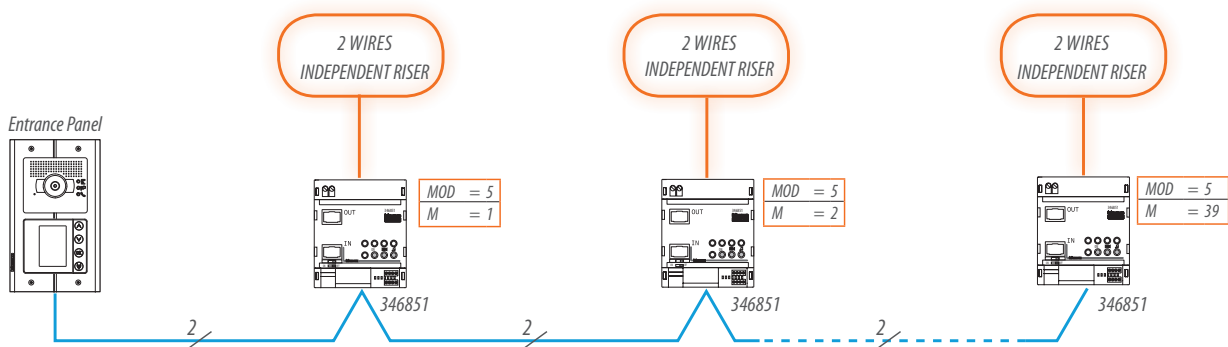 2 WIRES
INDEPENDENT RISER
2 WIRES
INDEPENDENT RISER
2 WIRES
INDEPENDENT RISER
Entrance Panel
OUT
IN
MOD = 5
M = 1
OUT
IN
MOD = 5
M = 2
OUT
IN
MOD = 5
M = 39
346851
346851
346851
2
2
2